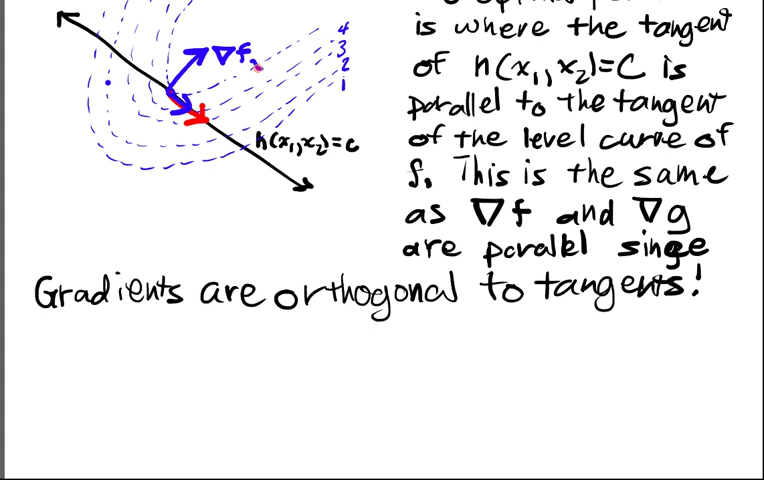 is where the tangent
of h(x₁,x₂)=C is
parallel to the tangent
of the level curve of
f. This is the same
as ∇f and ∇g
are parallel singe
Gradients are orthogonal to tangents!
∇f
4
3
2
1
h(x₁,x₂)=c